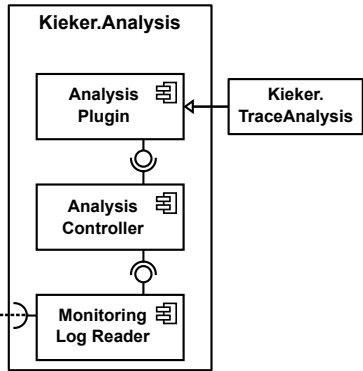 Kieker.Analysis
Analysis
Plugin
Kieker.
TraceAnalysis
Analysis
Controller
Monitoring
Log Reader